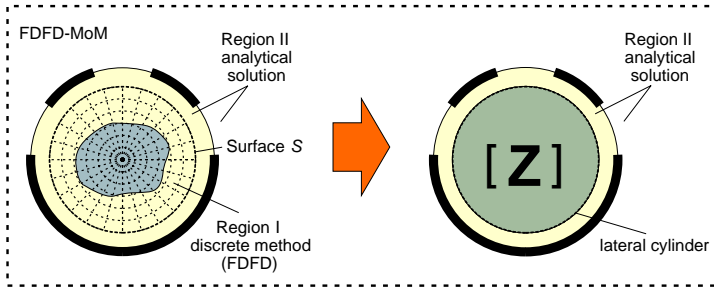 FDFD-MoM
Region II
analytical
solution
Surface S
Region I
discrete method
(FDFD)
Region II
analytical
solution
[Z]
lateral cylinder